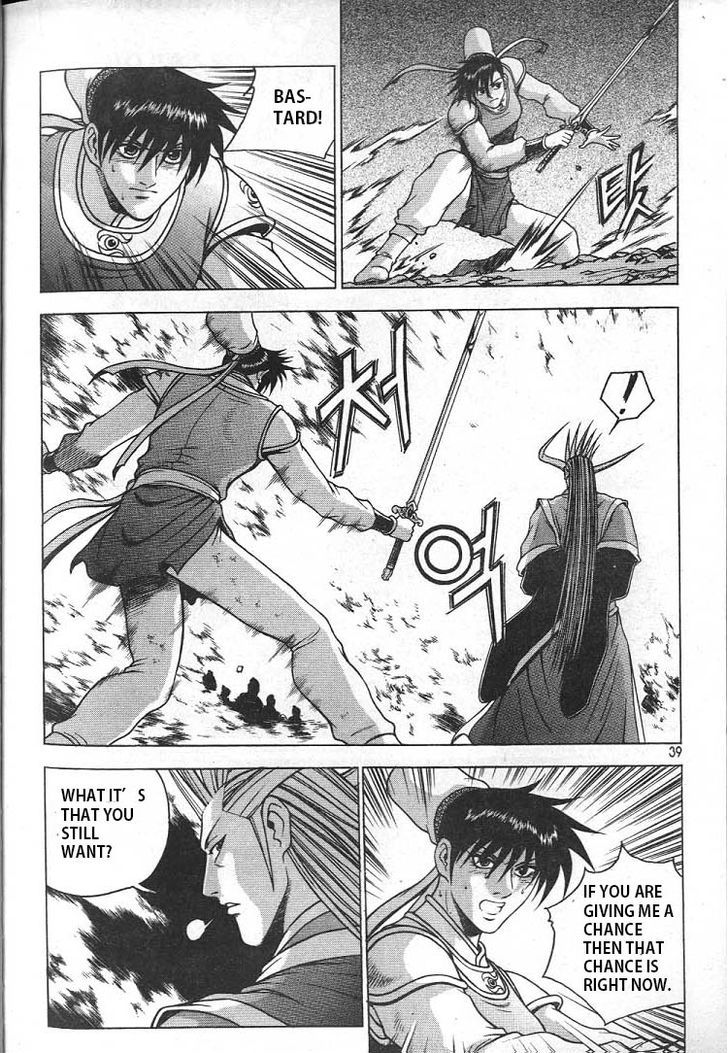 BAS-
TARD!
탓
처
!
억
39
WHAT IT'S
THAT YOU
STILL
WANT?
IF YOU ARE
GIVING ME A
CHANCE
THEN THAT
CHANCE IS
RIGHT NOW.